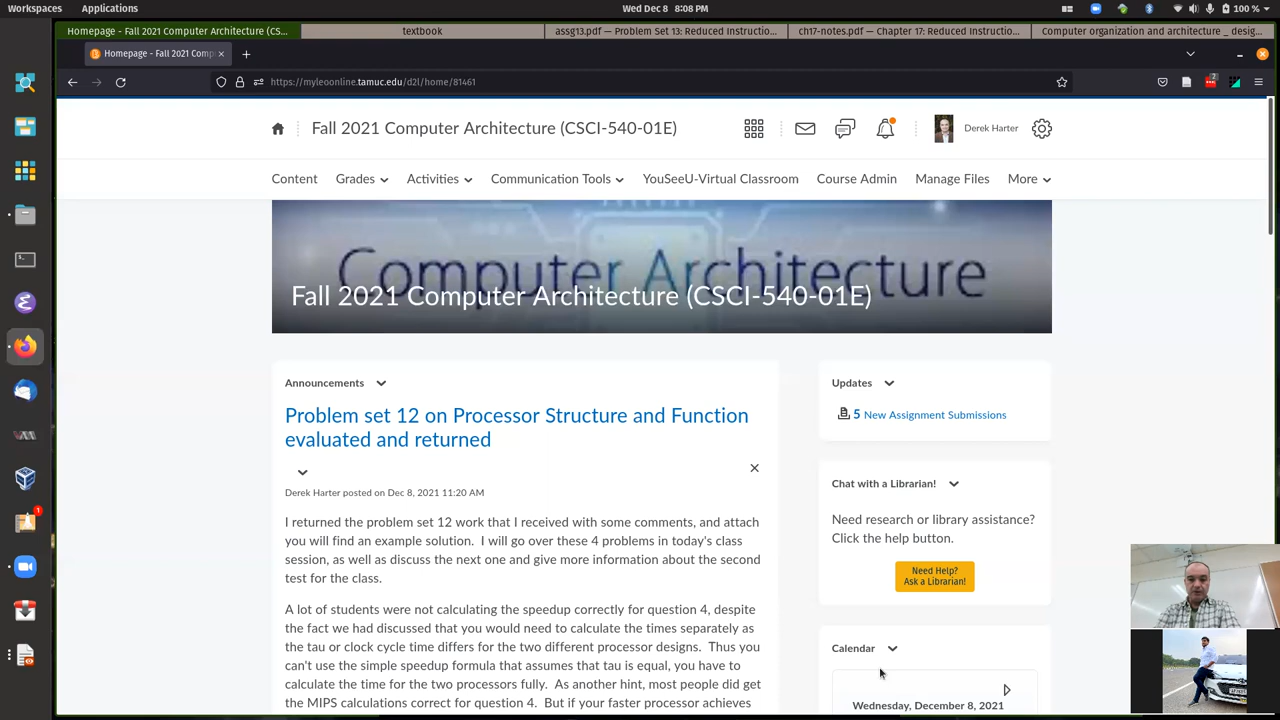 Workspaces Applications Wed Dec 8 8:08 PM 100 %
Homepage - Fall 2021 Computer Architecture (CS... textbook assg13.pdf — Problem Set 13: Reduced Instructio... ch17-notes.pdf — Chapter 17: Reduced Instructio... Computer organization and architecture _ desig...
Homepage - Fall 2021 Comp
https://myleoonline.tamuc.edu/d2l/home/81461
Fall 2021 Computer Architecture (CSCI-540-01E) Derek Harter
Content Grades Activities Communication Tools YouSeeU-Virtual Classroom Course Admin Manage Files More
Computer Architecture
Fall 2021 Computer Architecture (CSCI-540-01E)
Announcements
Problem set 12 on Processor Structure and Function
evaluated and returned
Derek Harter posted on Dec 8, 2021 11:20 AM
I returned the problem set 12 work that I received with some comments, and attach
you will find an example solution. I will go over these 4 problems in today's class
session, as well as discuss the next one and give more information about the second
test for the class.
A lot of students were not calculating the speedup correctly for question 4, despite
the fact we had discussed that you would need to calculate the times separately as
the tau or clock cycle time differs for the two different processor designs. Thus you
can't use the simple speedup formula that assumes that tau is equal, you have to
calculate the time for the two processors fully. As another hint, most people did get
the MIPS calculations correct for question 4. But if your faster processor achieves
Updates
5 New Assignment Submissions
Chat with a Librarian!
Need research or library assistance?
Click the help button.
Need Help?
Ask a Librarian!
Calendar
Wednesday, December 8, 2021